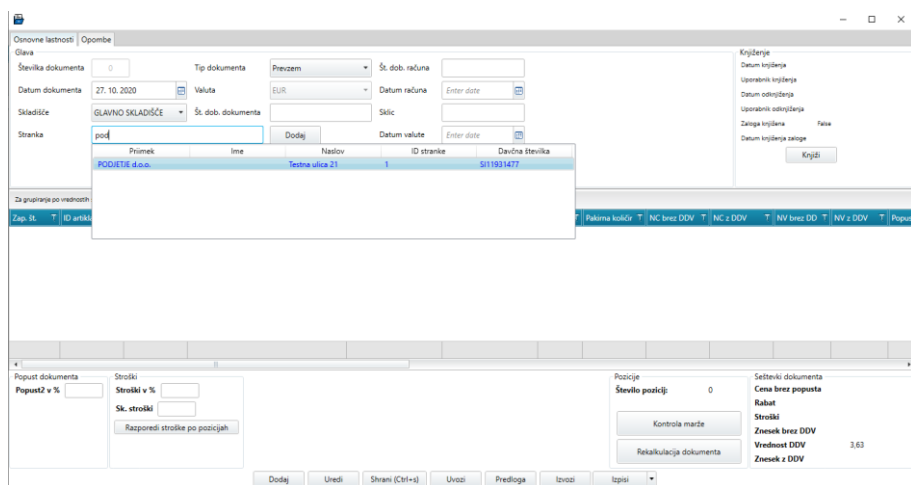 Osnovne lastnosti Opombe
Glava Knjiženje
Številka dokumenta 0 Tip dokumenta Prevzem Št. dob. računa Datum knjiženja
Uporabnik knjiženja
Datum dokumenta 27. 10. 2020 Valuta EUR Datum računa Enter date Datum odknjiženja
Skladišče GLAVNO SKLADIŠČE Št. dob. dokumenta Sklic Uporabnik odknjiženja
Zaloga knjižena False
Stranka pod Dodaj Datum valute Enter date Datum knjiženja zaloge
Priimek Ime Naslov ID stranke Davčna številka Knjiži
PODJETJE d.o.o. Testna ulica 21 1 SI11931477
Za grupiranje po vrednostih
Zap. št. ID artikla Pakirna količir NC brez DDV NC z DDV NV brez DD NV z DDV Popus
Popust dokumenta Stroški Pozicije Seštevki dokumenta
Popust2 v % Stroški v % Število pozicij: 0 Cena brez popusta
Rabat
Sk. stroški Stroški
Razporedi stroške po pozicijah Kontrola marže Znesek brez DDV
Vrednost DDV 3,63
Rekalkulacija dokumenta Znesek z DDV
Dodaj Uredi Shrani (Ctrl+s) Uvozi Predloga Izvozi Izpisi